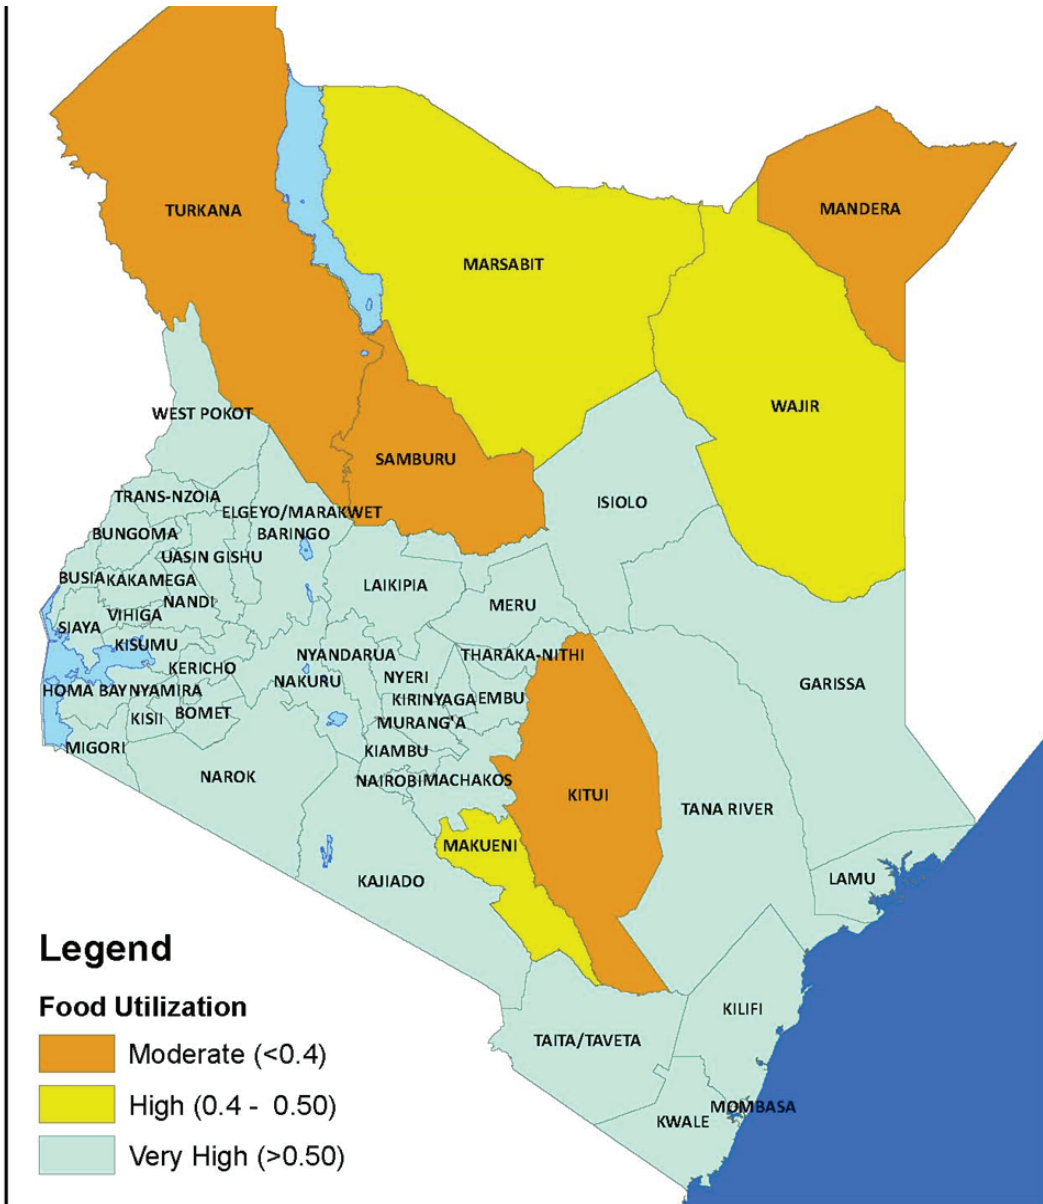 TURKANA
MANDERA
MARSABIT
WAJIR
WEST POKOT
SAMBURU
TRANS-NZOIA
ISIOLO
ELGEYO/MARAKWET
BUNGOMA
BARINGO
UASIN GISHU
BUSIA
KAKAMEGA
LAIKIPIA
NANDI
MERU
VIHIGA
SIAYA
KISUMU
NYANDARUA
THARAKA-NITHI
KERICHO
NYERI
NAKURU
GARISSA
HOMA BAY
NYAMIRA
KIRINYAGA
EMBU
BOMET
KISII
MURANG'A
MIGORI
KIAMBU
NAROK
NAIROBI
MACHAKOS
KITUI
TANA RIVER
MAKUENI
KAJIADO
LAMU
KILIFI
TAITA/TAVETA
MOMBASA
KWALE
Legend
Food Utilization
Moderate (<0.4)
High (0.4 - 0.50)
Very High (>0.50)